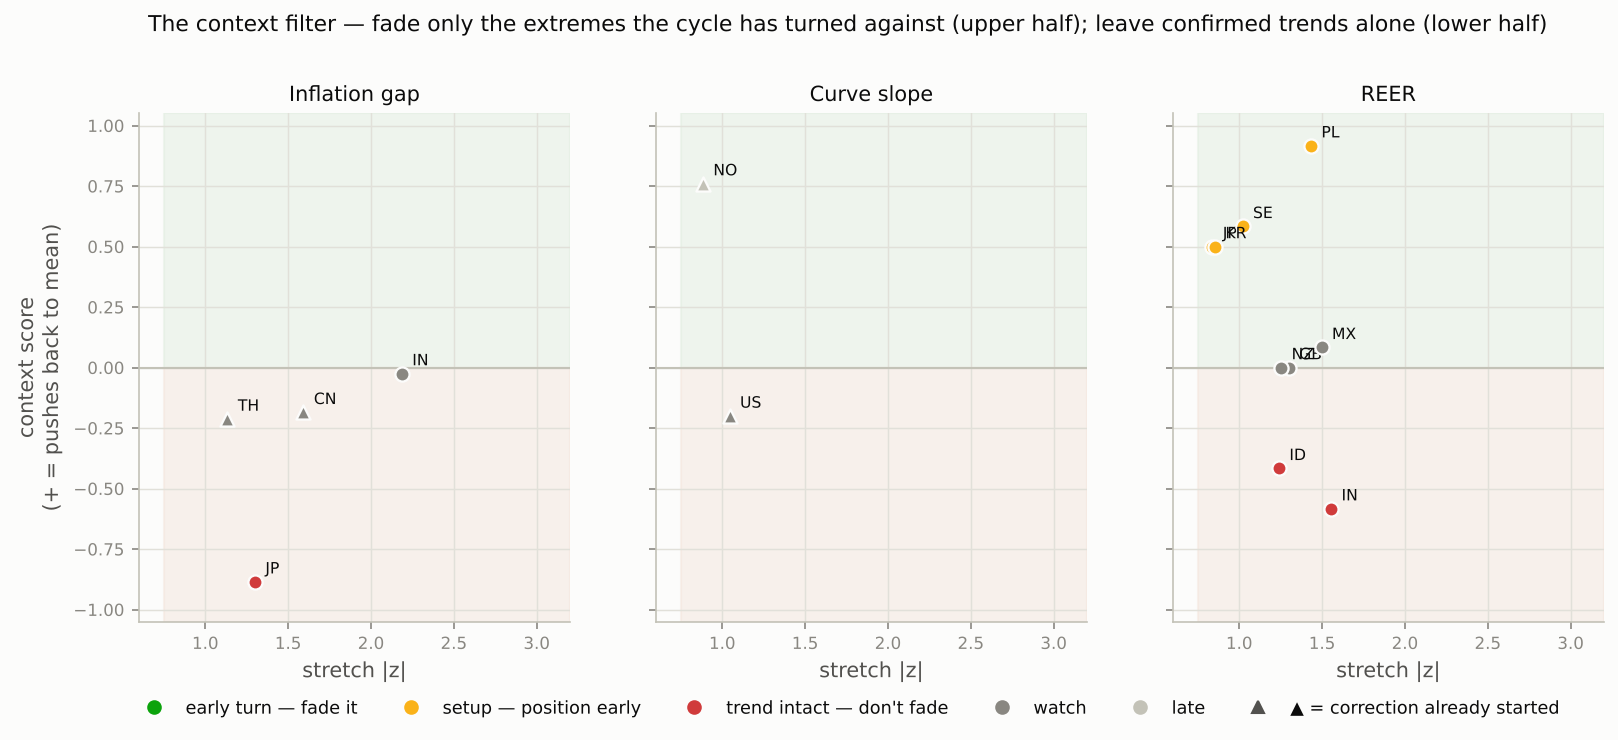 The context filter — fade only the extremes the cycle has turned against (upper half); leave confirmed trends alone (lower half)
Inflation gap
Curve slope
REER
context score
(+ = pushes back to mean)
1.00
0.75
0.50
0.25
0.00
−0.25
−0.50
−0.75
−1.00
IN
CN
TH
JP
1.0 1.5 2.0 2.5 3.0
stretch |z|
NO
US
1.0 1.5 2.0 2.5 3.0
stretch |z|
PL
SE
JP
KR
MX
NZ
ID
IN
1.0 1.5 2.0 2.5 3.0
stretch |z|
early turn — fade it
setup — position early
trend intact — don't fade
watch
late
▲ = correction already started